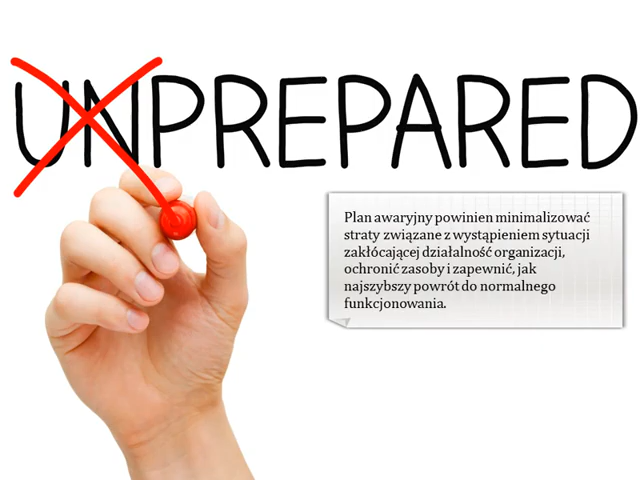 UNPREPARED
Plan awaryjny powinien minimalizować
straty związane z wystąpieniem sytuacji
zakłócającej działalność organizacji,
ochronić zasoby i zapewnić, jak
najszybszy powrót do normalnego
funkcjonowania.